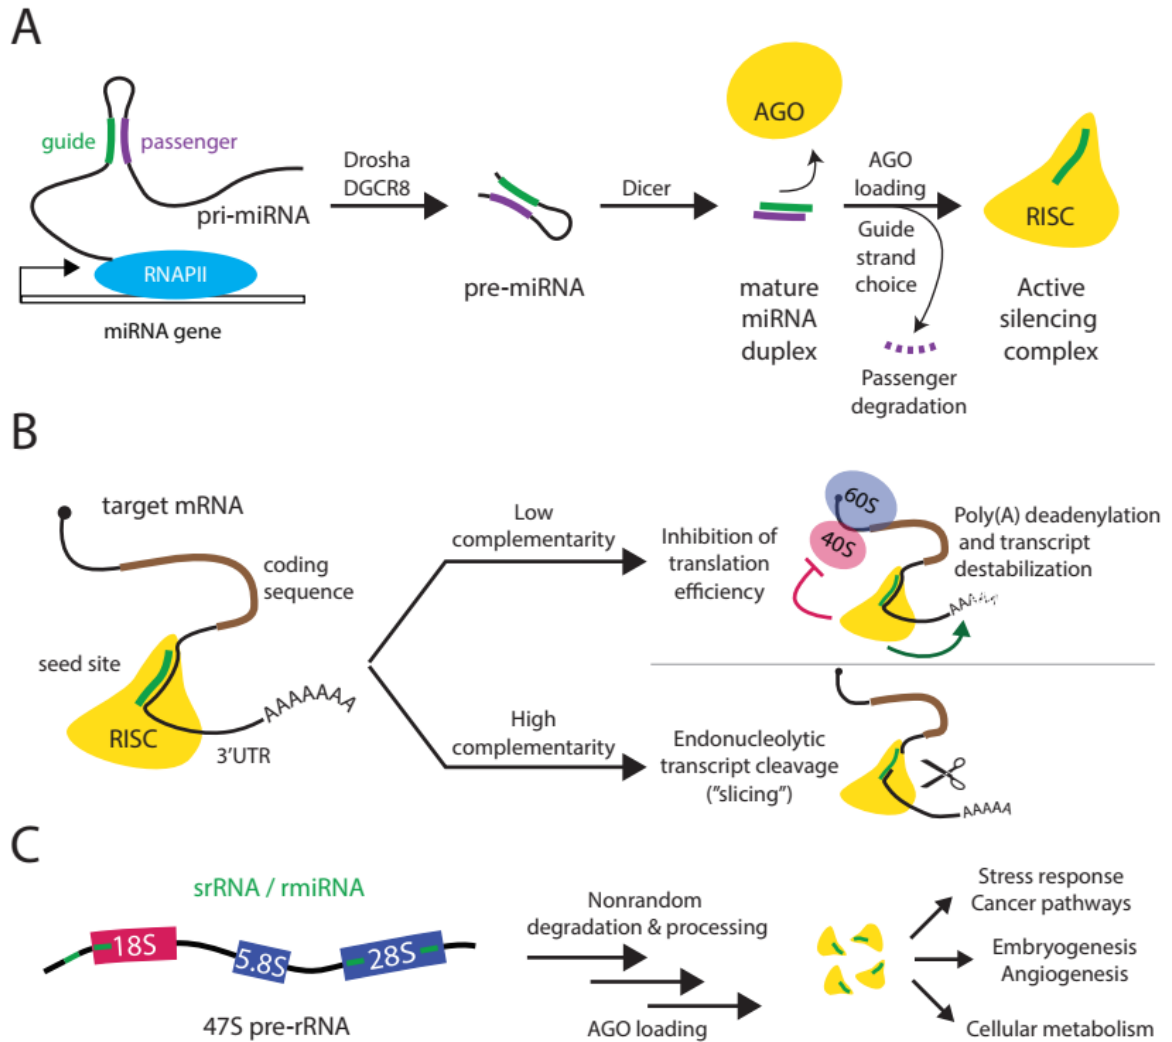 A
guide
passenger
pri-miRNA
RNAPII
miRNA gene
Drosha
DGCR8
pre-miRNA
Dicer
AGO
mature
miRNA
duplex
AGO
loading
Guide
strand
choice
Passenger
degradation
RISC
Active
silencing
complex
B
target mRNA
coding
sequence
seed site
RISC
3'UTR
AAAAAAA
Low
complementarity
High
complementarity
Inhibition of
translation
efficiency
60S
40S
Poly(A) deadenylation
and transcript
destabilization
AAAAA
Endonucleolytic
transcript cleavage
("slicing")
AAAAA
C
srRNA / rmiRNA
18S
5.8S
28S
47S pre-rRNA
Nonrandom
degradation & processing
AGO loading
Stress response
Cancer pathways
Embryogenesis
Angiogenesis
Cellular metabolism